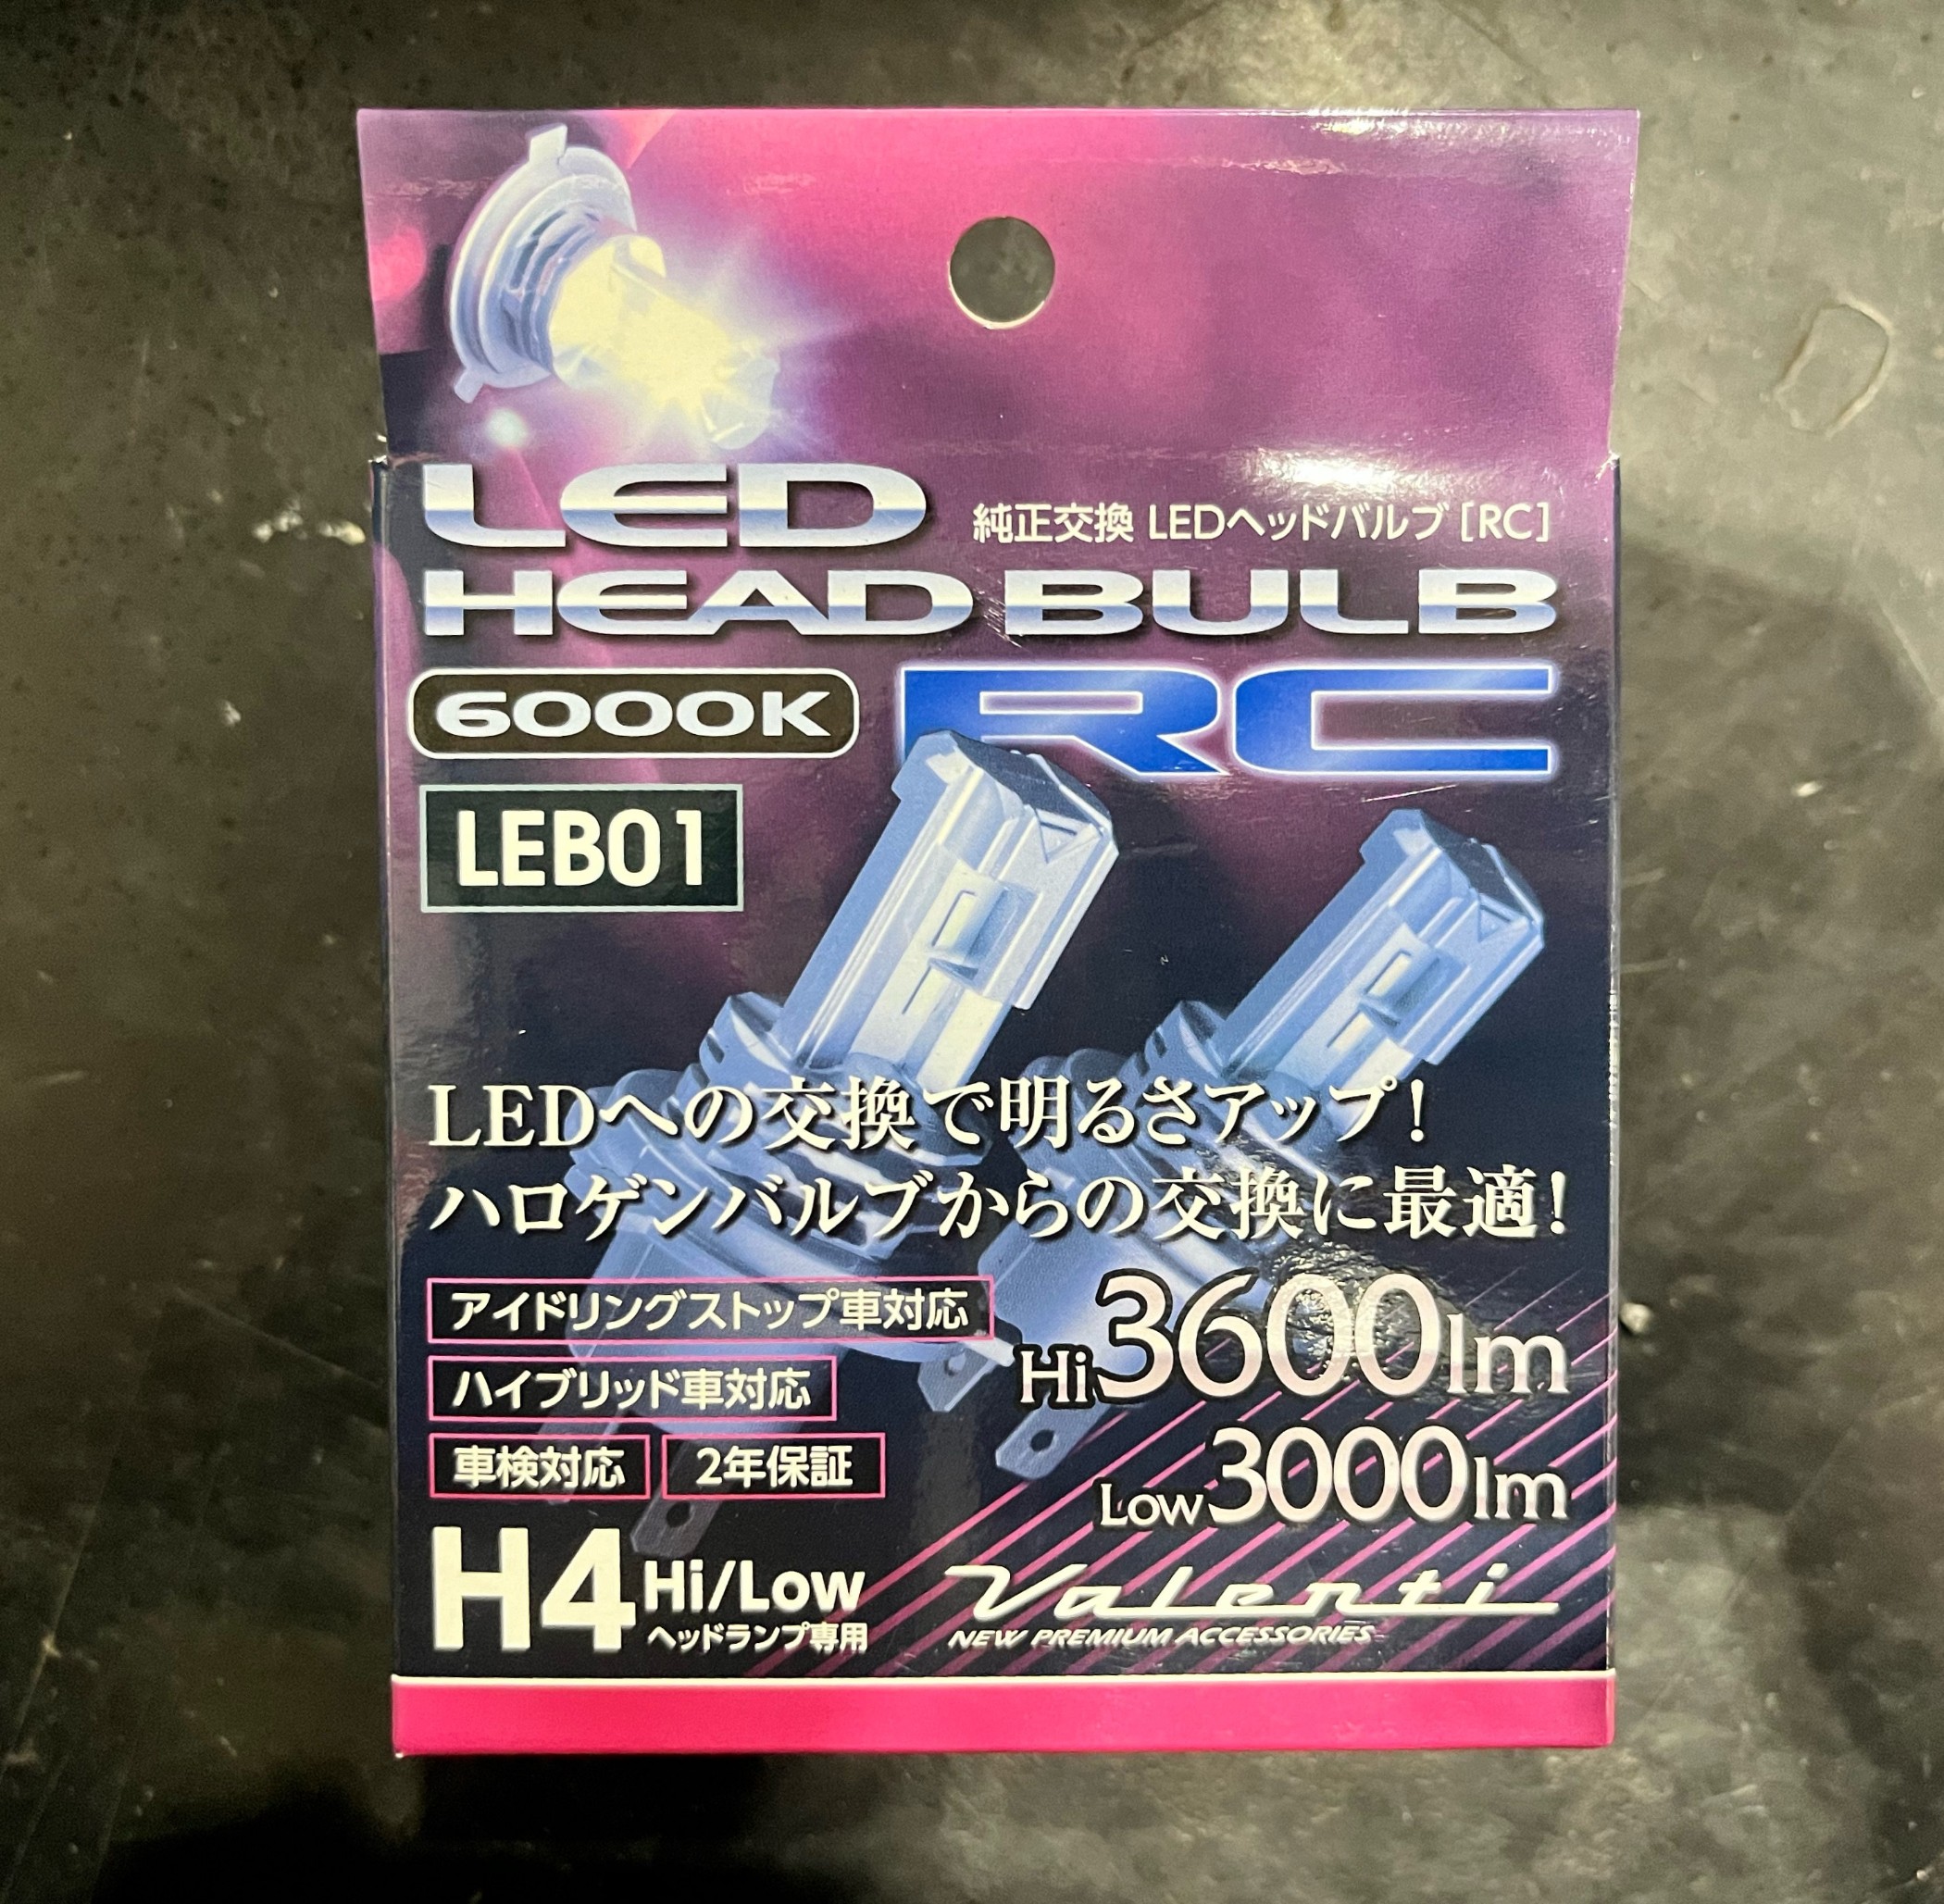 LED
純正交換 LEDヘッドバルブ [RC]
HEAD BULB
6000K RC
LEB01
LEDへの交換で明るさアップ!
ハロゲンバルブからの交換に最適!
アイドリングストップ車対応
ハイブリッド車対応
車検対応 2年保証
Hi3600lm
Low3000lm
H4 Hi/Low
ヘッドランプ専用
Valenti
NEW PREMIUM ACCESSORIES